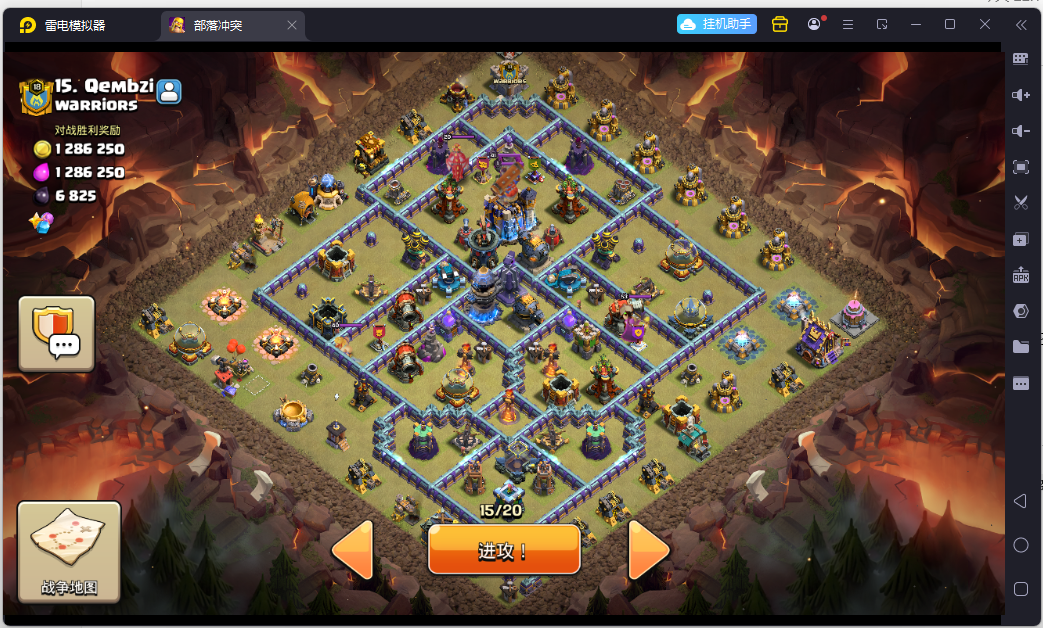 雷电模拟器
部落冲突
挂机助手
18
15. Qembzi
WARRIORS
WARRIORS
对战胜利奖励
1 286 250
1 286 250
6 825
战争地图
15/20
进攻！